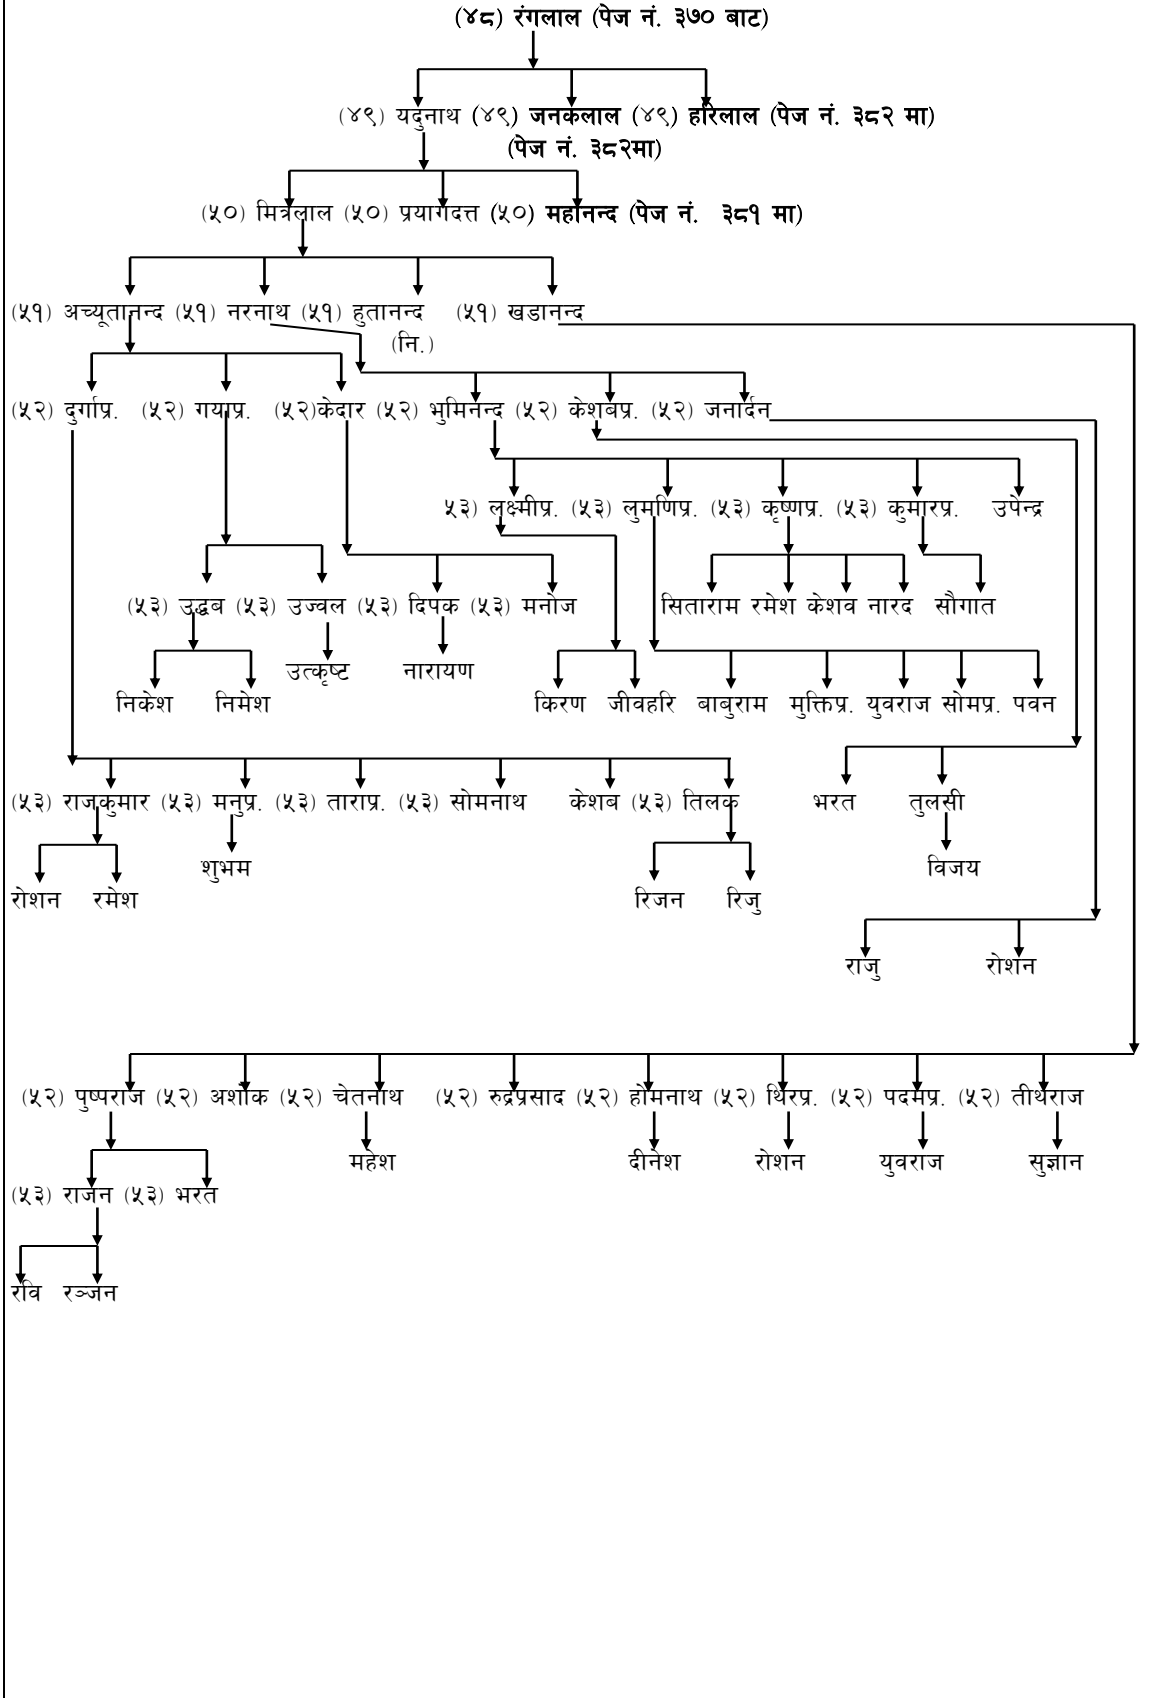 (४८) रंगलाल (पेज नं. ३७० बाट)
(४९) यदुनाथ (४९) जनकलाल (४९) हरिलाल (पेज नं. ३८२ मा)
(पेज नं. ३८२मा)
(५०) मित्रलाल (५०) प्रयागदत्त (५०) महानन्द (पेज नं. ३८१ मा)
(५१) अच्यूतानन्द (५१) नरनाथ (५१) हुतानन्द (५१) खडानन्द
(नि.)
(५२) दुर्गाप्र. (५२) गयाप्र. (५२)केदार (५२) भुमिनन्द (५२) केशबप्र. (५२) जनार्दन
५३) लक्ष्मीप्र. (५३) लुमणिप्र. (५३) कृष्णप्र. (५३) कुमारप्र. उपेन्द्र
(५३) उद्धब (५३) उज्वल (५३) दिपक (५३) मनोज सिताराम रमेश केशव नारद सौगात
उत्कृष्ट नारायण
निकेश निमेश किरण जीवहरि बाबुराम मुक्तिप्र. युवराज सोमप्र. पवन
(५३) राजकुमार (५३) मनुप्र. (५३) ताराप्र. (५३) सोमनाथ केशब (५३) तिलक भरत तुलसी
शुभम विजय
रोशन रमेश रिजन रिजु
राजु रोशन
(५२) पुष्पराज (५२) अशोक (५२) चेतनाथ (५२) रुद्रप्रसाद (५२) होमनाथ (५२) थिरप्र. (५२) पदमप्र. (५२) तीर्थराज
महेश दीनेश रोशन युवराज सुज्ञान
(५३) राजन (५३) भरत
रवि रञ्जन